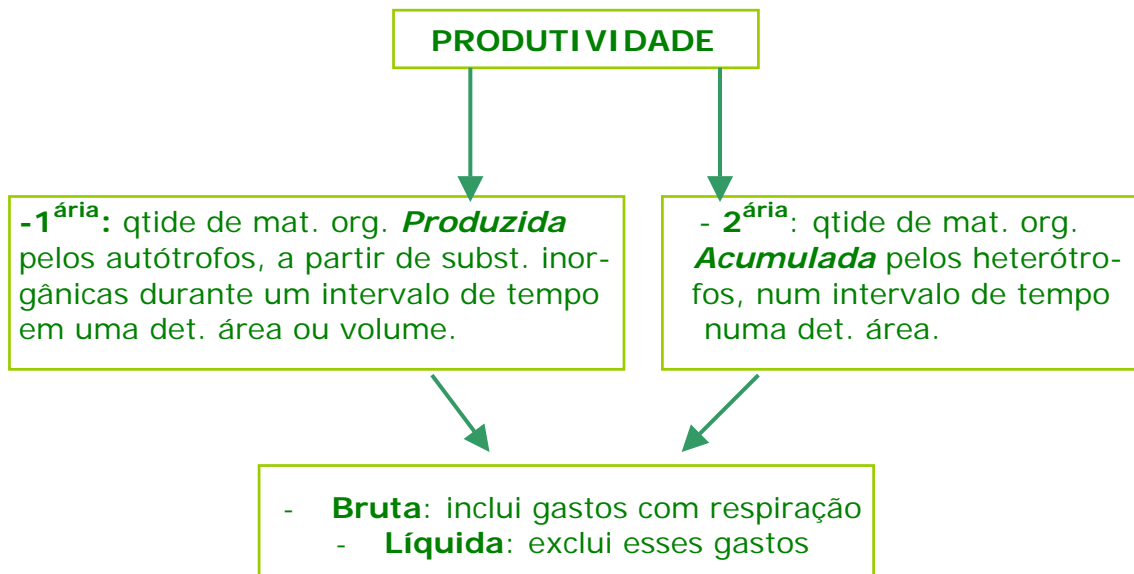 PRODUTIVIDADE
-1ária: qtide de mat. org. Produzida
pelos autótrofos, a partir de subst. inor-
gânicas durante um intervalo de tempo
em uma det. área ou volume.
- 2ária: qtide de mat. org.
Acumulada pelos heterótro-
fos, num intervalo de tempo
numa det. área.
- Bruta: inclui gastos com respiração
- Líquida: exclui esses gastos